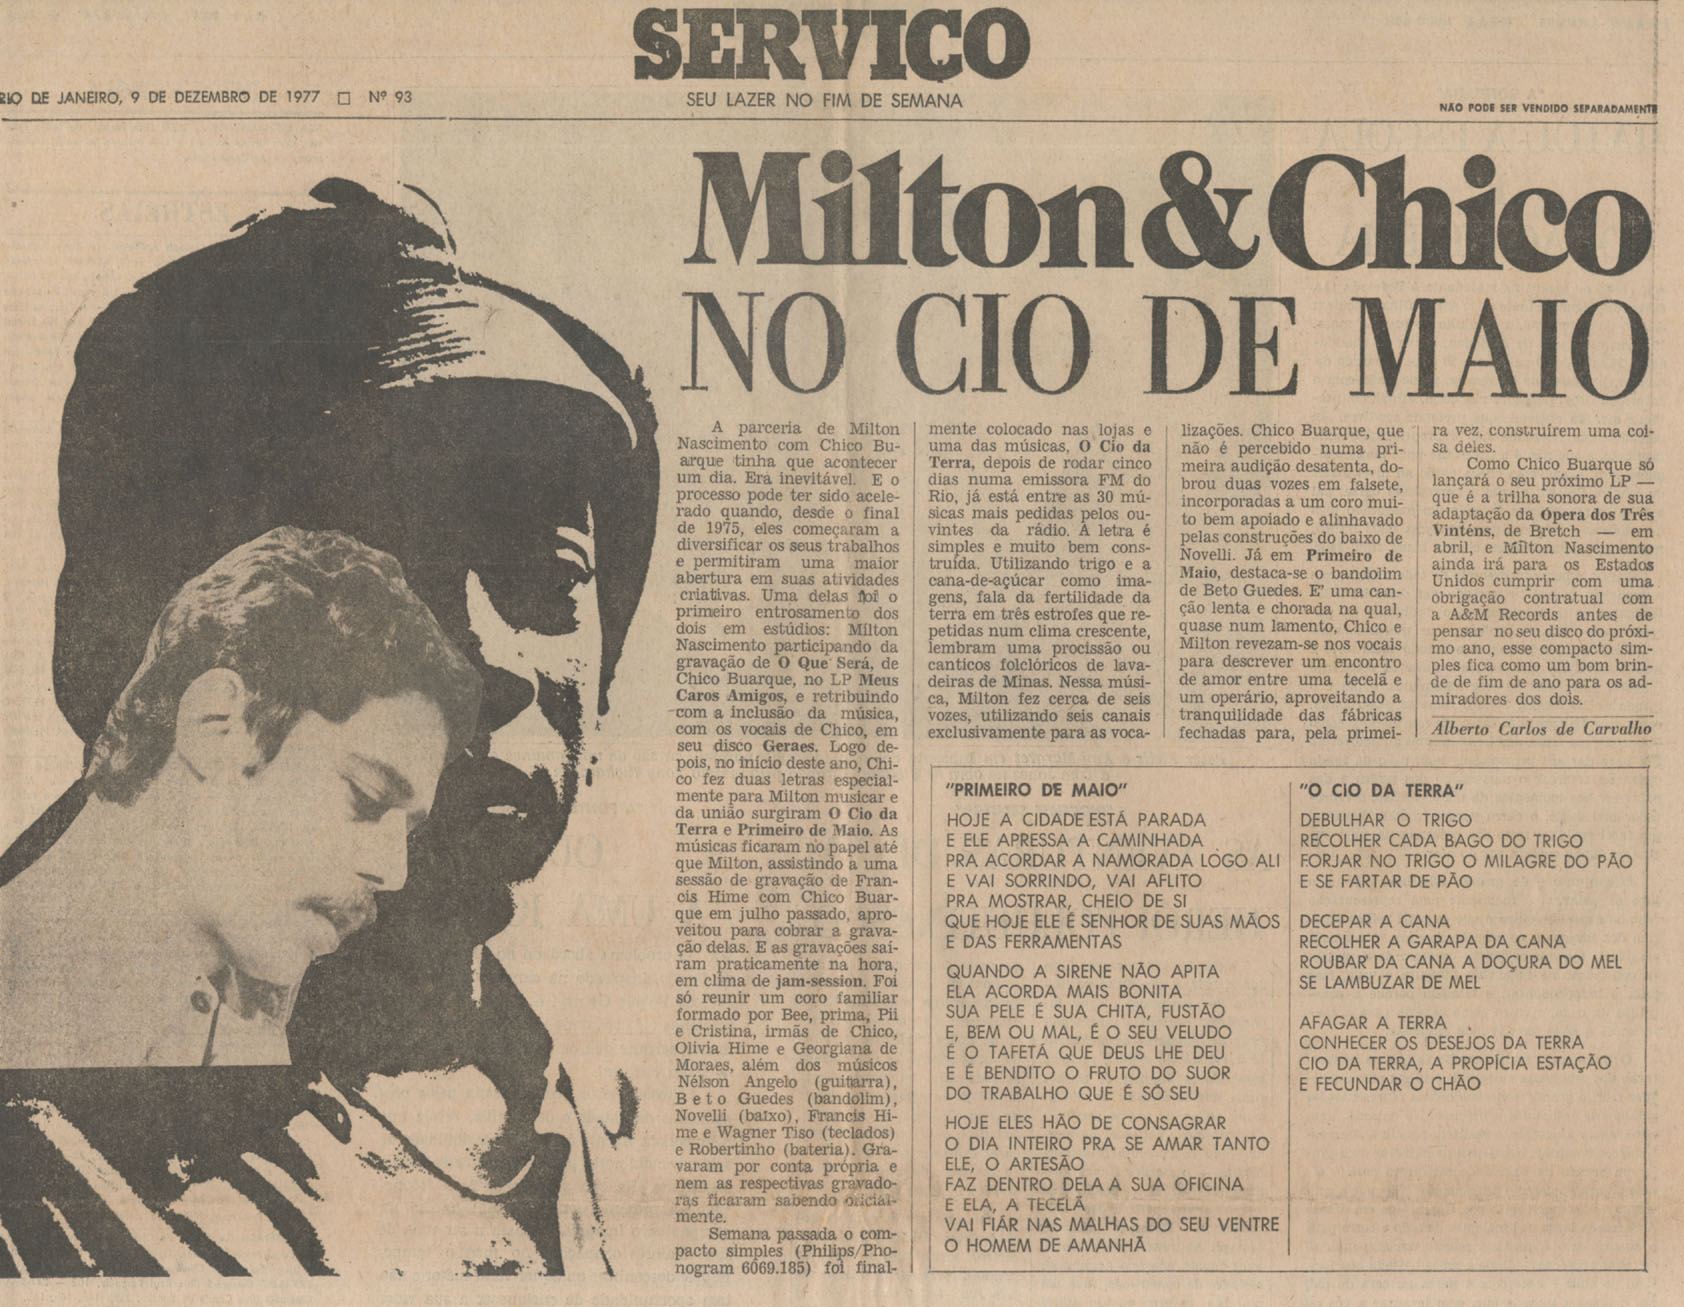 SERVIÇO
RIO DE JANEIRO, 9 DE DEZEMBRO DE 1977 □ Nº 93
SEU LAZER NO FIM DE SEMANA
NÃO PODE SER VENDIDO SEPARADAMENTE
Milton & Chico
NO CIO DE MAIO
A parceria de Milton
Nascimento com Chico Bu-
arque tinha que acontecer
um dia. Era inevitável. E o
processo pode ter sido acele-
rado quando, desde o final
de 1975, eles começaram a
diversificar os seus trabalhos
e permitiram uma maior
abertura em suas atividades
criativas. Uma delas foi o
primeiro entrosamento dos
dois em estúdios: Milton
Nascimento participando da
gravação de O Que Será, de
Chico Buarque, no LP Meus
Caros Amigos, e retribuindo
com a inclusão da música,
com os vocais de Chico, em
seu disco Geraes. Logo de-
pois, no início deste ano, Chi-
co fez duas letras especial-
mente para Milton musicar e
da união surgiram O Cio da
Terra e Primeiro de Maio. As
músicas ficaram no papel até
que Milton, assistindo a uma
sessão de gravação de Fran-
cis Hime com Chico Buar-
que em julho passado, apro-
veitou para cobrar a grava-
ção delas. E as gravações saí-
ram praticamente na hora,
em clima de jam-session. Foi
só reunir um coro familiar
formado por Bee, prima, Pii
e Cristina, irmãs de Chico,
Olivia Hime e Georgiana de
Moraes, além dos músicos
Nélson Angelo (guitarra),
Beto Guedes (bandolim),
Novelli (baixo), Francis Hi-
me e Wagner Tiso (teclados)
e Robertinho (bateria). Gra-
varam por conta própria e
nem as respectivas gravado-
ras ficaram sabendo oficial-
mente.
Semana passada o com-
pacto simples (Philips/Pho-
nogram 6069.185) foi final-
mente colocado nas lojas e
uma das músicas, O Cio da
Terra, depois de rodar cinco
dias numa emissora FM do
Rio, já está entre as 30 mú-
sicas mais pedidas pelos ou-
vintes da rádio. A letra é
simples e muito bem cons-
truída. Utilizando trigo e a
cana-de-açúcar como ima-
gens, fala da fertilidade da
terra em três estrofes que re-
petidas num clima crescente,
lembram uma procissão ou
canticos folclóricos de lava-
deiras de Minas. Nessa músi-
ca, Milton fez cerca de seis
vozes, utilizando seis canais
exclusivamente para as voca-
lizações. Chico Buarque, que
não é percebido numa pri-
meira audição desatenta, do-
brou duas vozes em falsete,
incorporadas a um coro mui-
to bem apoiado e alinhavado
pelas construções do baixo de
Novelli. Já em Primeiro de
Maio, destaca-se o bandolim
de Beto Guedes. E' uma can-
ção lenta e chorada na qual,
quase num lamento, Chico e
Milton revezam-se nos vocais
para descrever um encontro
de amor entre uma tecelã e
um operário, aproveitando a
tranquilidade das fábricas
fechadas para, pela primei-
ra vez, construírem uma coi-
sa deles.
Como Chico Buarque só
lançará o seu próximo LP —
que é a trilha sonora de sua
adaptação da Ópera dos Três
Vinténs, de Bretch — em
abril, e Milton Nascimento
ainda irá para os Estados
Unidos cumprir com uma
obrigação contratual com
a A&M Records antes de
pensar no seu disco do próxi-
mo ano, esse compacto sim-
ples fica como um bom brin-
de de fim de ano para os ad-
miradores dos dois.
Alberto Carlos de Carvalho
"PRIMEIRO DE MAIO"
HOJE A CIDADE ESTÁ PARADA
E ELE APRESSA A CAMINHADA
PRA ACORDAR A NAMORADA LOGO ALI
E VAI SORRINDO, VAI AFLITO
PRA MOSTRAR, CHEIO DE SI
QUE HOJE ELE É SENHOR DE SUAS MÃOS
E DAS FERRAMENTAS
QUANDO A SIRENE NÃO APITA
ELA ACORDA MAIS BONITA
SUA PELE É SUA CHITA, FUSTÃO
E, BEM OU MAL, É O SEU VELUDO
É O TAFETÁ QUE DEUS LHE DEU
E É BENDITO O FRUTO DO SUOR
DO TRABALHO QUE É SÓ SEU
HOJE ELES HÃO DE CONSAGRAR
O DIA INTEIRO PRA SE AMAR TANTO
ELE, O ARTESÃO
FAZ DENTRO DELA A SUA OFICINA
E ELA, A TECELÃ
VAI FIÁR NAS MALHAS DO SEU VENTRE
O HOMEM DE AMANHÃ
"O CIO DA TERRA"
DEBULHAR O TRIGO
RECOLHER CADA BAGO DO TRIGO
FORJAR NO TRIGO O MILAGRE DO PÃO
E SE FARTAR DE PÃO
DECEPAR A CANA
RECOLHER A GARAPA DA CANA
ROUBAR DA CANA A DOÇURA DO MEL
SE LAMBUZAR DE MEL
AFAGAR A TERRA
CONHECER OS DESEJOS DA TERRA
CIO DA TERRA, A PROPÍCIA ESTAÇÃO
E FECUNDAR O CHÃO